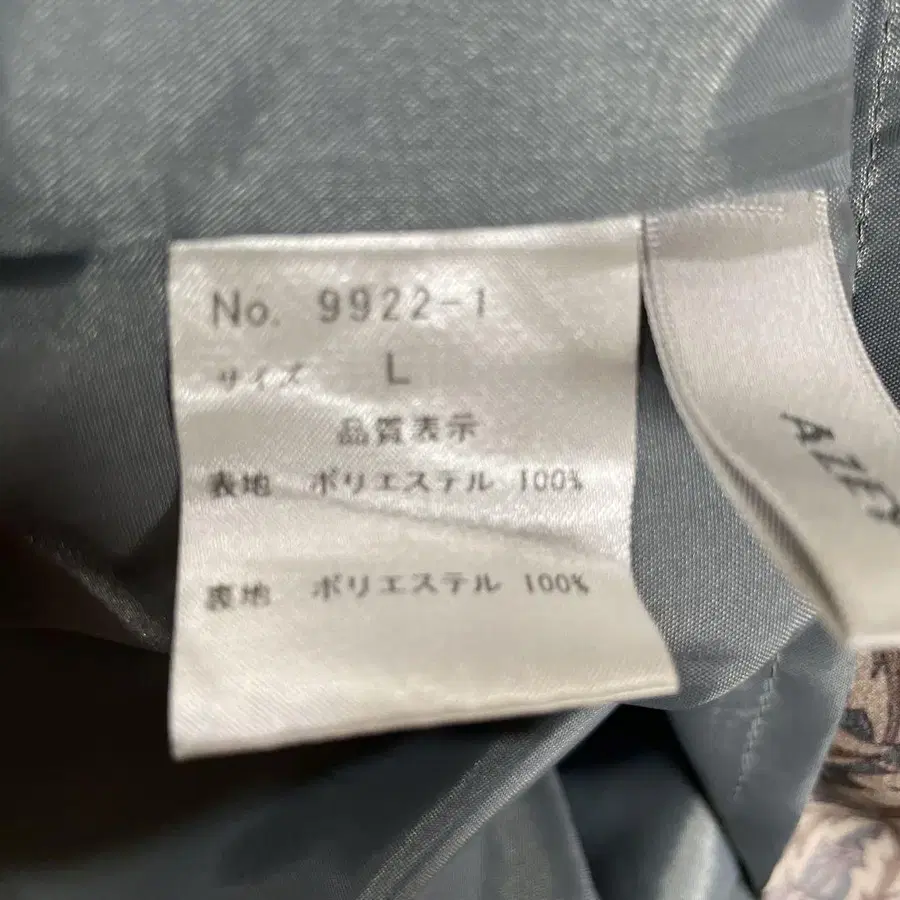 No. 9922-1
サイズ L
品質表示
表地 ポリエステル 100%
裏地 ポリエステル 100%